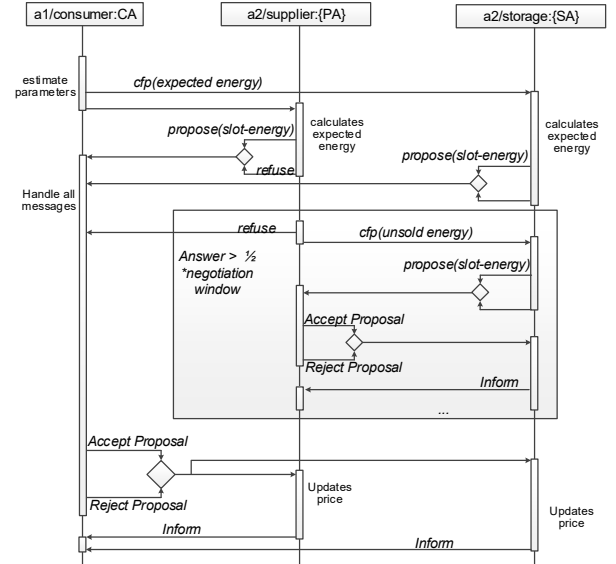 a1/consumer:CA
a2/supplier:{PA}
a2/storage:{SA}
estimate
parameters
cfp(expected energy)
calculates
expected
energy
calculates
expected
energy
propose(slot-energy)
refuse
propose(slot-energy)
Handle all
messages
refuse
cfp(unsold energy)
Answer > ½
*negotiation
window
propose(slot-energy)
Accept Proposal
Reject Proposal
Inform
...
Accept Proposal
Reject Proposal
Updates
price
Updates
price
Inform
Inform